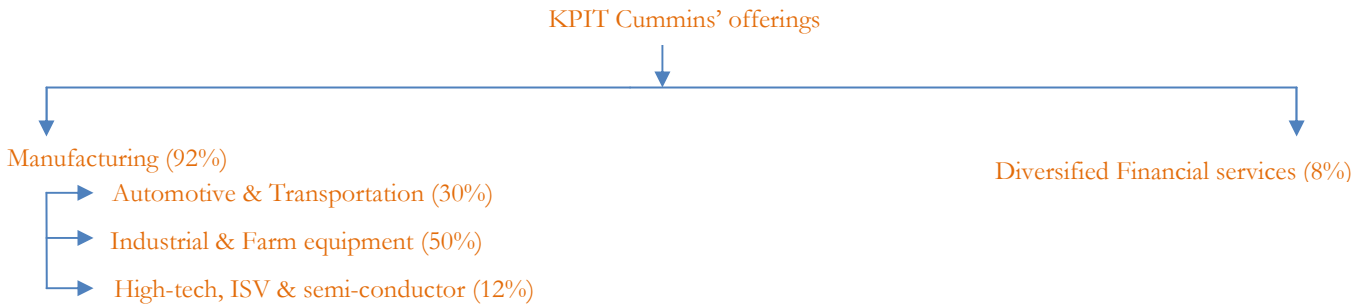 KPIT Cummins’ offerings
Manufacturing (92%)
Diversified Financial services (8%)
Automotive & Transportation (30%)
Industrial & Farm equipment (50%)
High-tech, ISV & semi-conductor (12%)